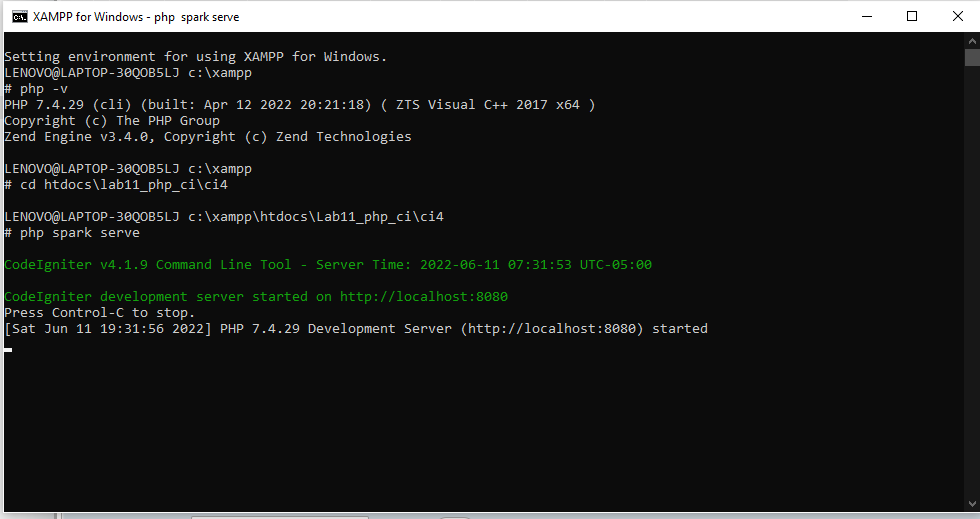 XAMPP for Windows - php  spark serve
Setting environment for using XAMPP for Windows.
LENOVO@LAPTOP-30QOB5LJ c:\xampp
# php -v
PHP 7.4.29 (cli) (built: Apr 12 2022 20:21:18) ( ZTS Visual C++ 2017 x64 )
Copyright (c) The PHP Group
Zend Engine v3.4.0, Copyright (c) Zend Technologies
LENOVO@LAPTOP-30QOB5LJ c:\xampp
# cd htdocs\lab11_php_ci\ci4
LENOVO@LAPTOP-30QOB5LJ c:\xampp\htdocs\Lab11_php_ci\ci4
# php spark serve
CodeIgniter v4.1.9 Command Line Tool - Server Time: 2022-06-11 07:31:53 UTC-05:00
CodeIgniter development server started on http://localhost:8080
Press Control-C to stop.
[Sat Jun 11 19:31:56 2022] PHP 7.4.29 Development Server (http://localhost:8080) started